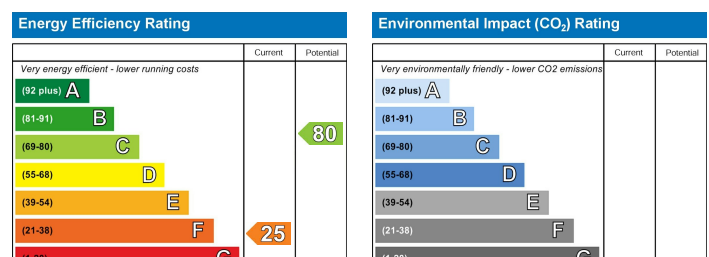 Energy Efficiency Rating
Current Potential
Very energy efficient - lower running costs
(92 plus) A
(81-91) B
(69-80) C
(55-68) D
(39-54) E
(21-38) F
80
25
Environmental Impact (CO₂) Rating
Current Potential
Very environmentally friendly - lower CO2 emissions
(92 plus) A
(81-91) B
(69-80) C
(55-68) D
(39-54) E
(21-38) F